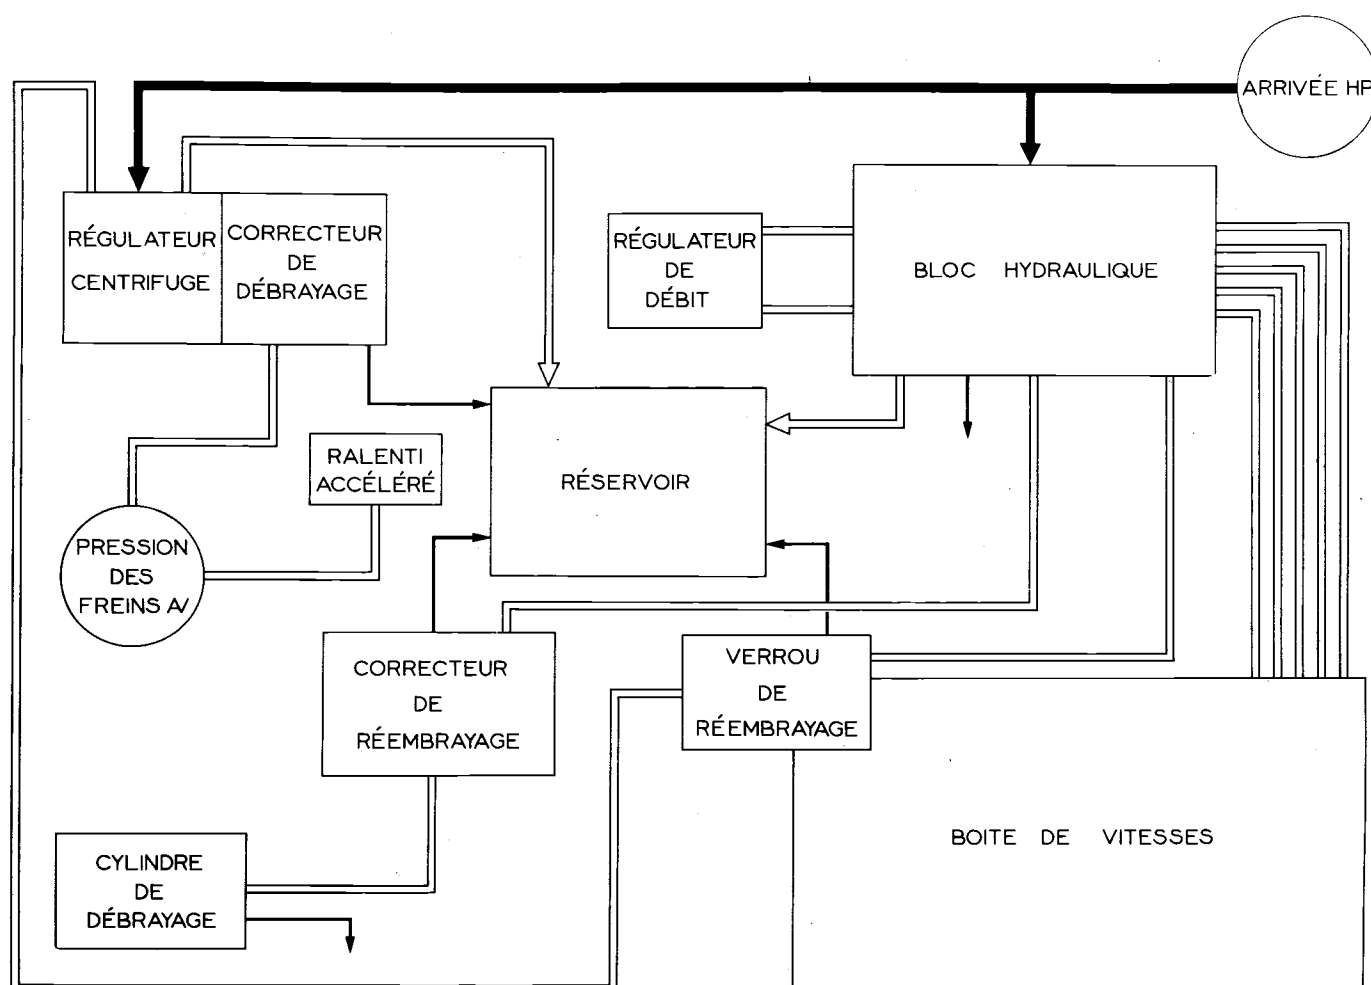 ARRIVÉE HP
RÉGULATEUR
CENTRIFUGE
CORRECTEUR
DE
DÉBRAYAGE
RÉGULATEUR
DE
DÉBIT
BLOC HYDRAULIQUE
RALENTI
ACCÉLÉRÉ
RÉSERVOIR
PRESSION
DES
FREINS AV
CORRECTEUR
DE
RÉEMBRAYAGE
VERROU
DE
RÉEMBRAYAGE
CYLINDRE
DE
DÉBRAYAGE
BOITE DE VITESSES